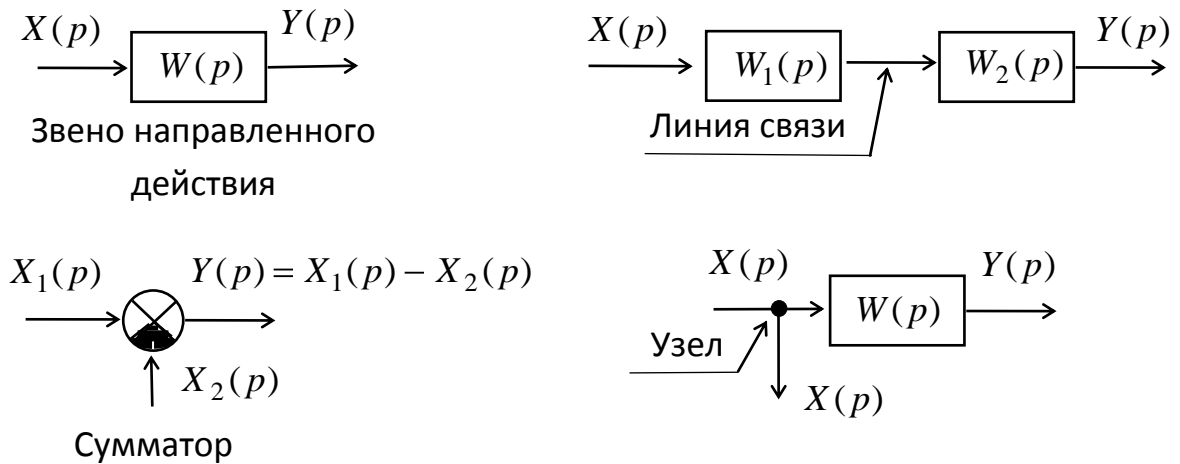 X(p)
Y(p)
W(p)
Звено направленного
действия
X(p)
Y(p)
W₁(p)
W₂(p)
Линия связи
X₁(p)
Y(p) = X₁(p) − X₂(p)
X₂(p)
Сумматор
X(p)
Y(p)
W(p)
Узел
X(p)